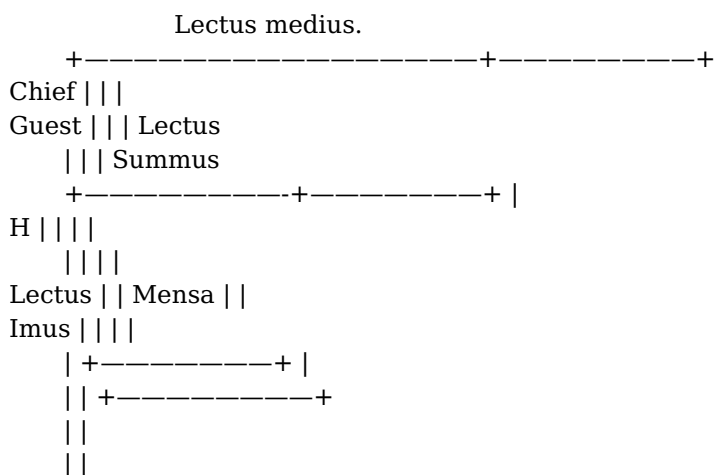 Lectus medius.
+—————————————————+—————————+
Chief | | |
Guest | | | Lectus
| | | Summus
+————————-+———————+ |
H | | | |
| | | |
Lectus | | Mensa | |
Imus | | | |
| +———————+ |
| | +————————+
| |
| |